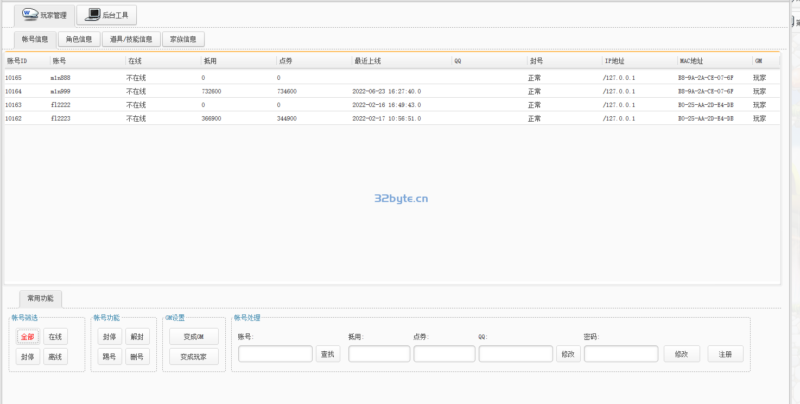 玩家管理 后台工具
帐号信息 角色信息 道具/技能信息 家族信息
账号ID 账号 在线 抵用 点券 最近上线 QQ 封号 IP地址 MAC地址 GM
10165 mln888 不在线 0 0 正常 /127.0.0.1 B8-9A-2A-CE-07-6F 玩家
10164 mln999 不在线 732800 734600 2022-06-23 16:27:40.0 正常 /127.0.0.1 B8-9A-2A-CE-07-6F 玩家
10163 fl2222 不在线 0 0 2022-02-16 16:49:43.0 正常 /127.0.0.1 B0-25-AA-2D-E4-5B 玩家
10162 fl2223 不在线 366900 344900 2022-02-17 10:56:51.0 正常 /127.0.0.1 B0-25-AA-2D-E4-5B 玩家
32byte.cn
常用功能
帐号筛选 帐号功能 GM设置 帐号处理
全部 在线 封停 解封 变成GM 账号: 抵用: 点券: QQ: 密码:
封停 离线 踢号 删号 变成玩家 查找 修改 修改 注册